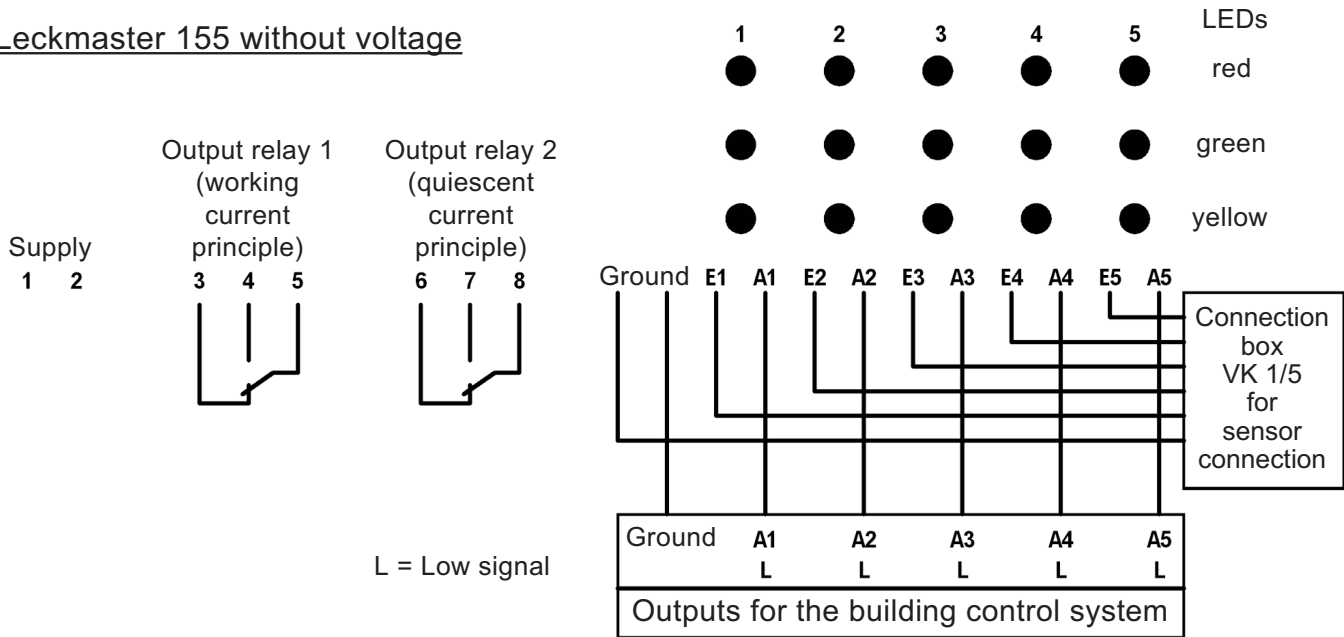 Leckmaster 155 without voltage
1 2 3 4 5 LEDs
red
green
yellow
Output relay 1
(working
current
principle)
Output relay 2
(quiescent
current
principle)
Supply
1 2 3 4 5 6 7 8
Ground E1 A1 E2 A2 E3 A3 E4 A4 E5 A5
Connection
box
VK 1/5
for
sensor
connection
Ground A1 A2 A3 A4 A5
L L L L L
L = Low signal
Outputs for the building control system